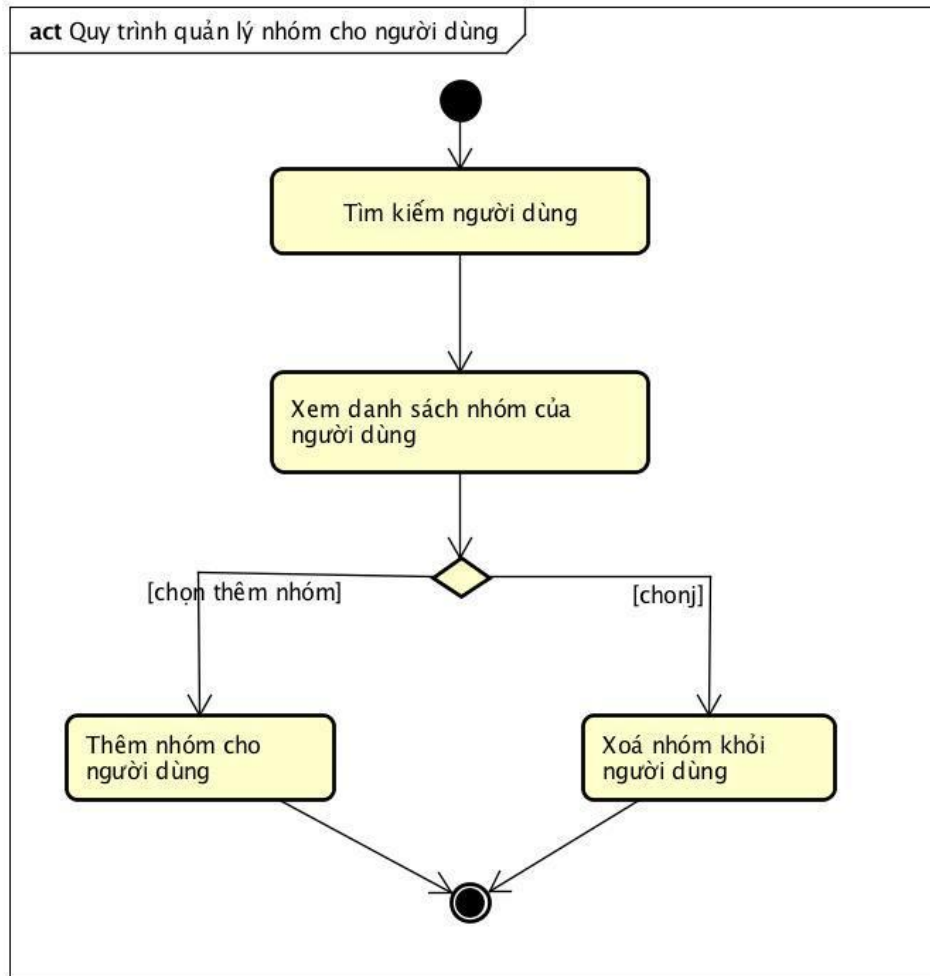 act Quy trình quản lý nhóm cho người dùng
Tìm kiếm người dùng
Xem danh sách nhóm của
người dùng
[chọn thêm nhóm]
[chonj]
Thêm nhóm cho
người dùng
Xoá nhóm khỏi
người dùng